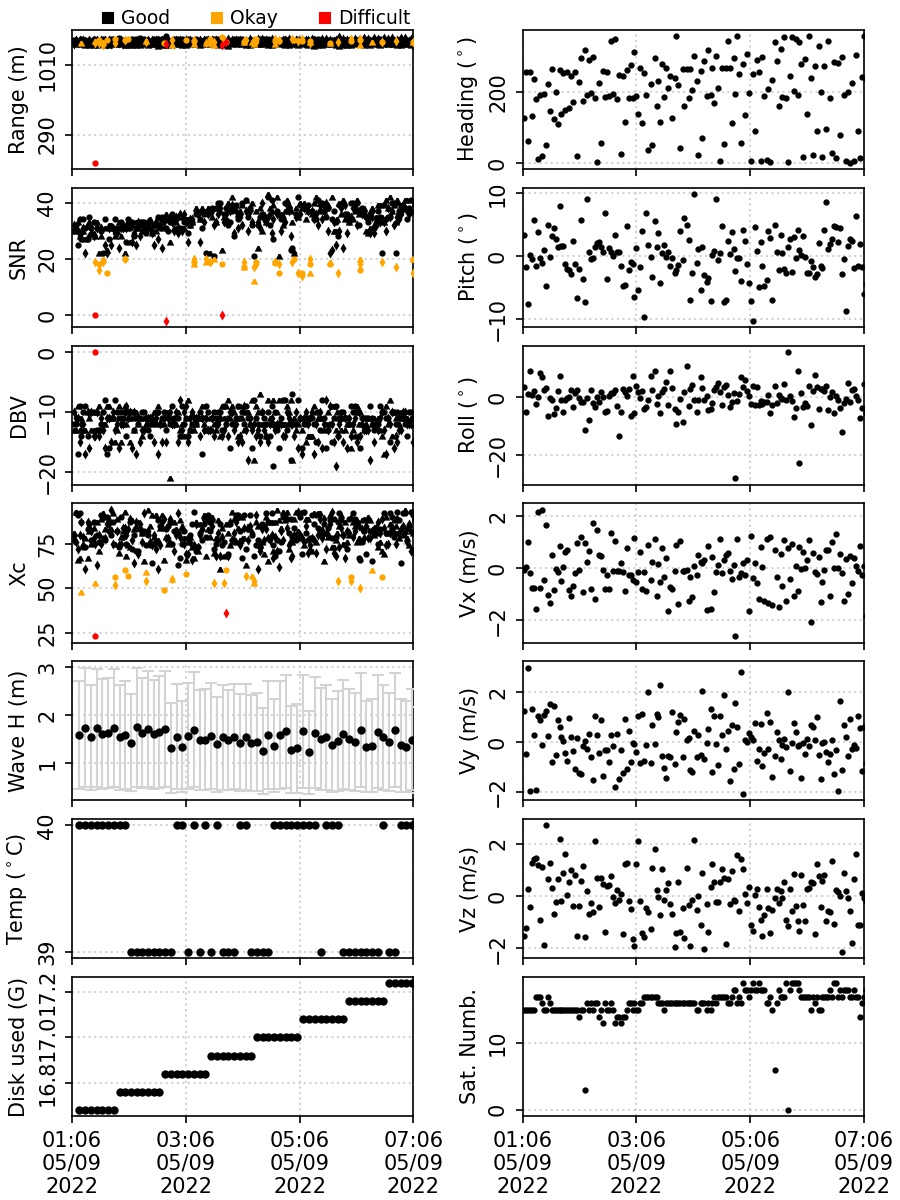 Good Okay Difficult
Range (m)
1010
290
Heading (°)
200
0
SNR
40
20
0
Pitch (°)
10
0
−10
DBV
0
−10
−20
Roll (°)
0
−20
Xc
75
50
25
Vx (m/s)
2
0
−2
Wave H (m)
3
2
1
Vy (m/s)
2
0
−2
Temp (°C)
40
39
Vz (m/s)
2
0
−2
Disk used (G)
17.2
17.0
16.8
Sat. Numb.
10
0
01:06 03:06 05:06 07:06
05/09 05/09 05/09 05/09
2022 2022 2022 2022
01:06 03:06 05:06 07:06
05/09 05/09 05/09 05/09
2022 2022 2022 2022